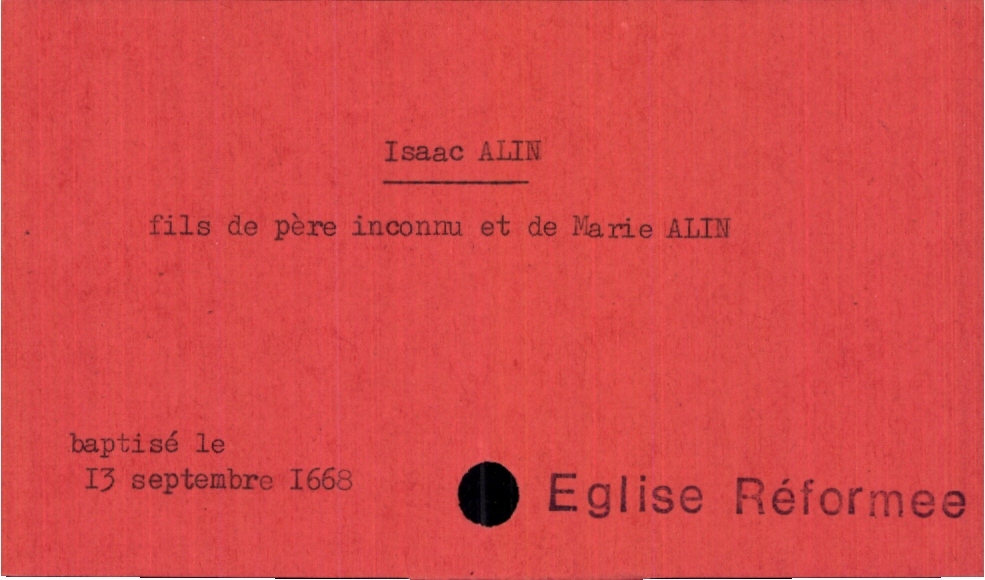 Isaac ALIN
fils de père inconnu et de Marie ALIN
baptisé le
I3 septembre I668
Eglise Réformee